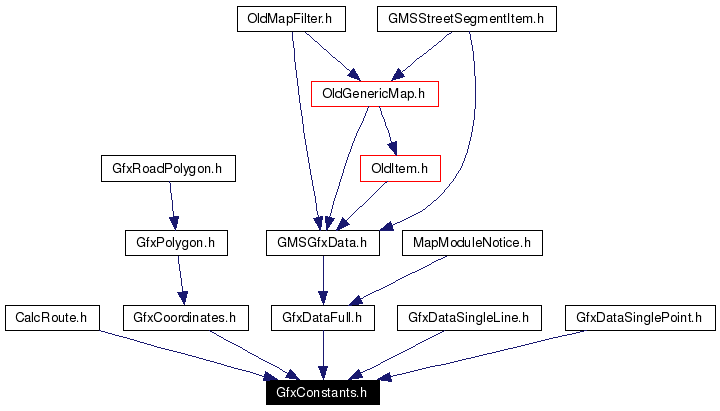 OldMapFilter.h
GMSStreetSegmentItem.h
OldGenericMap.h
GfxRoadPolygon.h
OldItem.h
GfxPolygon.h
GMSGfxData.h
MapModuleNotice.h
CalcRoute.h
GfxCoordinates.h
GfxDataFull.h
GfxDataSingleLine.h
GfxDataSinglePoint.h
GfxConstants.h